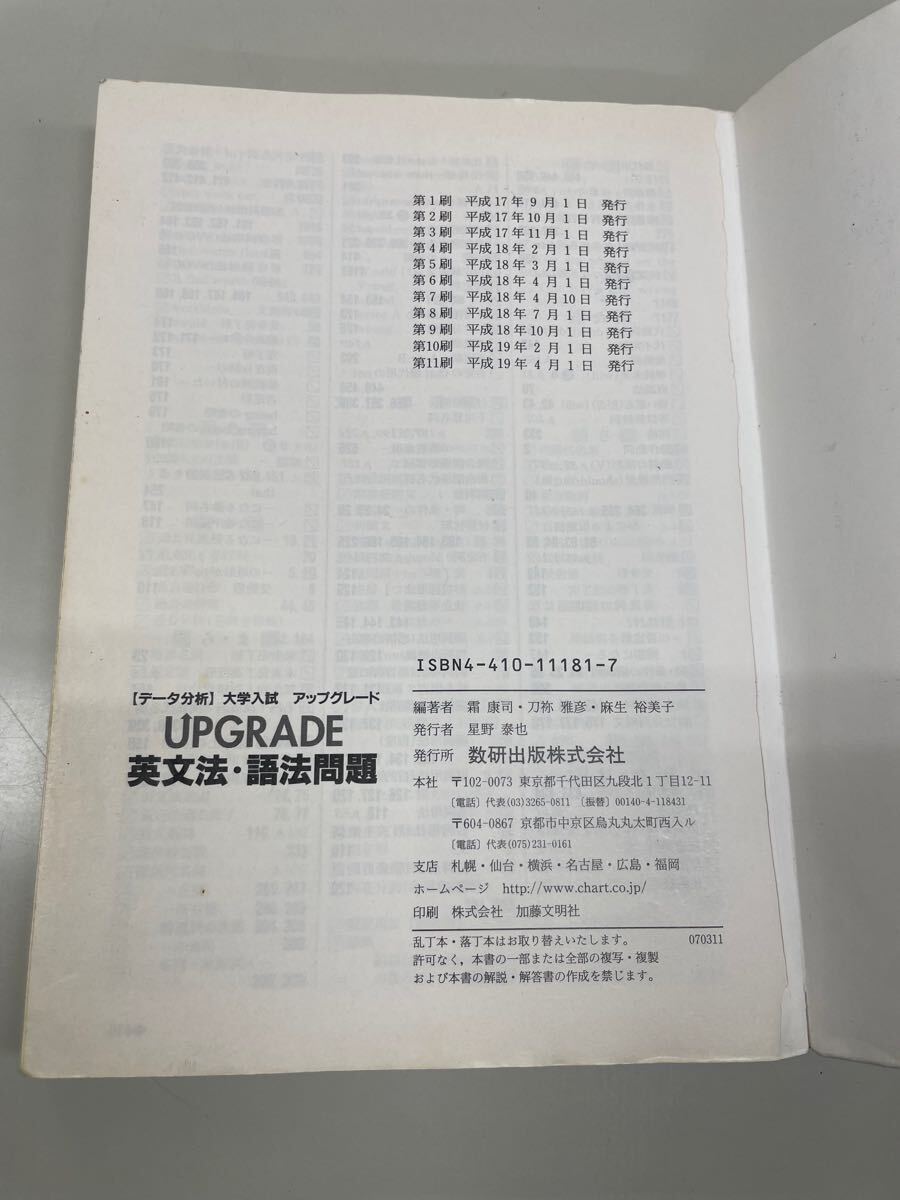 第1刷 平成17年 9月 1日 発行
第2刷 平成17年10月 1日 発行
第3刷 平成17年11月 1日 発行
第4刷 平成18年 2月 1日 発行
第5刷 平成18年 3月 1日 発行
第6刷 平成18年 4月 1日 発行
第7刷 平成18年 4月10日 発行
第8刷 平成18年 7月 1日 発行
第9刷 平成18年10月 1日 発行
第10刷 平成19年 2月 1日 発行
第11刷 平成19年 4月 1日 発行
ISBN4-410-11181-7
【データ分析】大学入試 アップグレード
UPGRADE
英文法・語法問題
編著者 霜 康司・刀祢 雅彦・麻生 裕美子
発行者 星野 泰也
発行所 数研出版株式会社
本社 〒102-0073 東京都千代田区九段北1丁目12-11
〔電話〕代表(03)3265-0811 〔振替〕00140-4-118431
〒604-0867 京都市中京区烏丸丸太町西入ル
〔電話〕代表(075)231-0161
支店 札幌・仙台・横浜・名古屋・広島・福岡
ホームページ http://www.chart.co.jp/
印刷 株式会社 加藤文明社
乱丁本・落丁本はお取り替えいたします。 070311
許可なく，本書の一部または全部の複写・複製
および本書の解説・解答書の作成を禁じます。